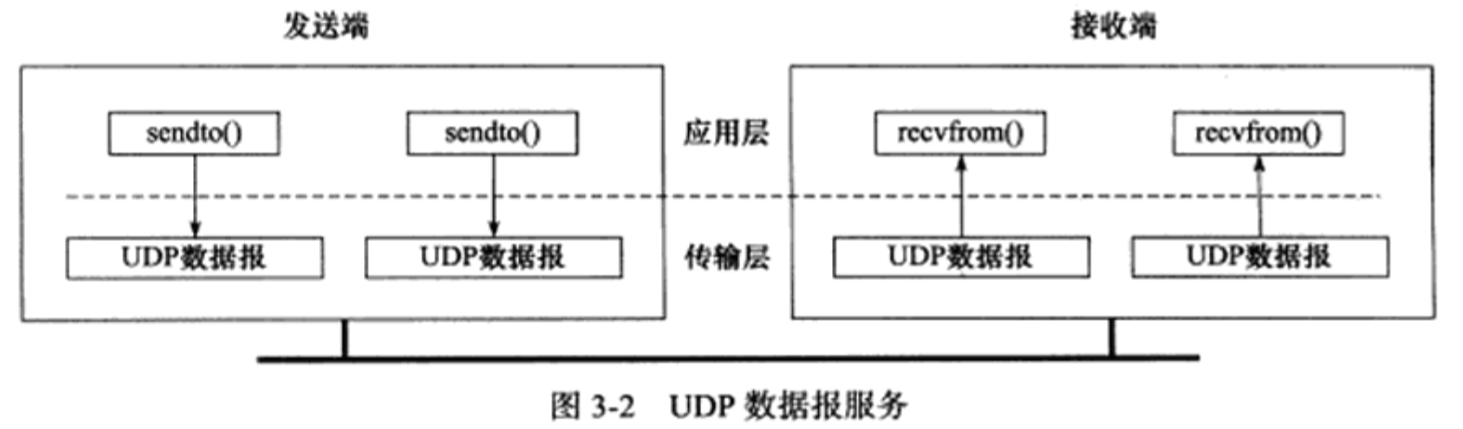 发送端 接收端
sendto() sendto() 应用层 recvfrom() recvfrom()
UDP数据报 UDP数据报 传输层 UDP数据报 UDP数据报
图 3-2 UDP 数据报服务